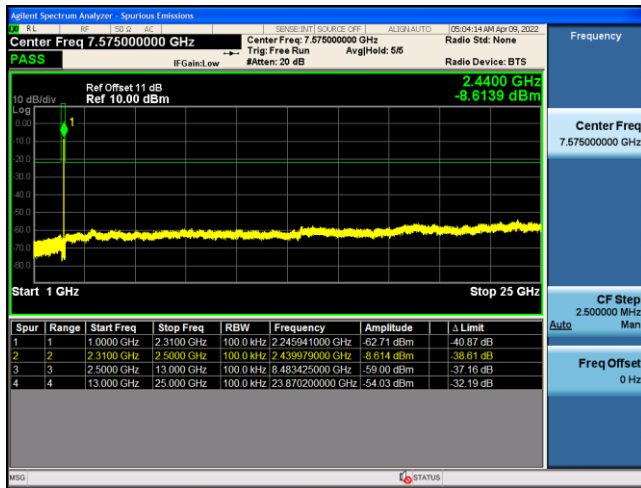 Agilent Spectrum Analyzer - Spurious Emissions
RL RF 50 Ω AC SENSE:INT SOURCE OFF ALIGN AUTO 05:04:14 AM Apr 09, 2022
Center Freq 7.575000000 GHz
Center Freq: 7.575000000 GHz
Radio Std: None
Trig: Free Run Avg|Hold: 5/5
PASS
IFGain:Low
#Atten: 20 dB
Radio Device: BTS
Ref Offset 11 dB
10 dB/div Ref 10.00 dBm
2.4400 GHz
-8.6139 dBm
Log
1
0.00
-10.0
-20.0
-30.0
-40.0
-50.0
-60.0
-70.0
-80.0
Start 1 GHz Stop 25 GHz
Spur Range Start Freq Stop Freq RBW Frequency Amplitude Δ Limit
1 1 1.0000 GHz 2.3100 GHz 100.0 kHz 2.245941000 GHz -62.71 dBm -40.87 dB
2 2 2.3100 GHz 2.5000 GHz 100.0 kHz 2.439979000 GHz -8.614 dBm -38.61 dB
3 3 2.5000 GHz 13.000 GHz 100.0 kHz 8.483425000 GHz -59.00 dBm -37.16 dB
4 4 13.000 GHz 25.000 GHz 100.0 kHz 23.870200000 GHz -54.03 dBm -32.19 dB
MSG STATUS
Frequency
Center Freq
7.575000000 GHz
CF Step
2.500000 MHz
Auto Man
Freq Offset
0 Hz